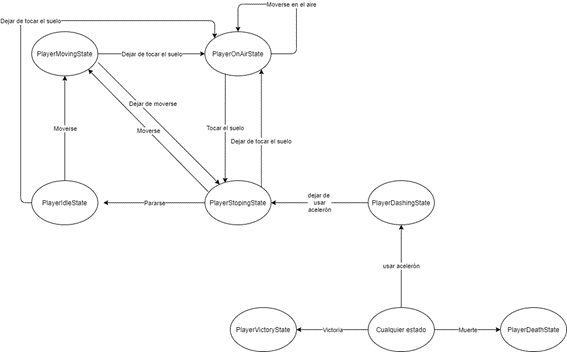 Moverse en el aire
Dejar de tocar el suelo
PlayerMovingState
Dejar de tocar el suelo
PlayerOnAirState
Dejar de moverse
Moverse
Moverse
Tocar el suelo
Dejar de tocar el suelo
PlayerIdleState
Pararse
PlayerStopingState
dejar de
usar
acelerón
PlayerDashingState
usar acelerón
PlayerVictoryState
Victoria
Cualquier estado
Muerte
PlayerDeathState